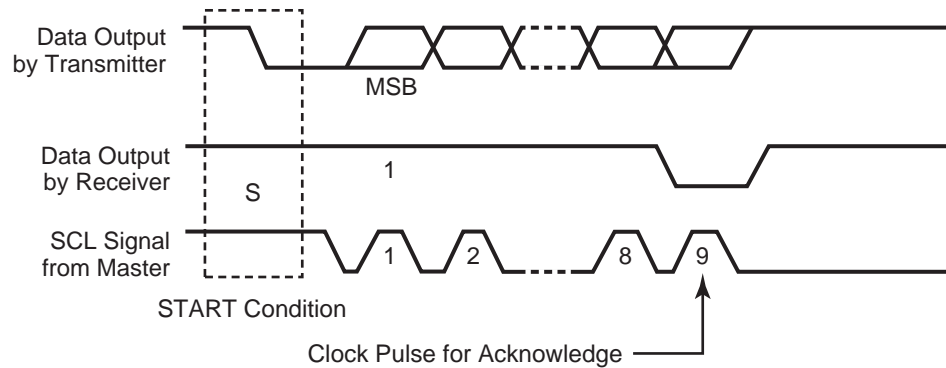 Data Output
by Transmitter
MSB
Data Output
by Receiver
1
S
SCL Signal
from Master
1
2
8
9
START Condition
Clock Pulse for Acknowledge